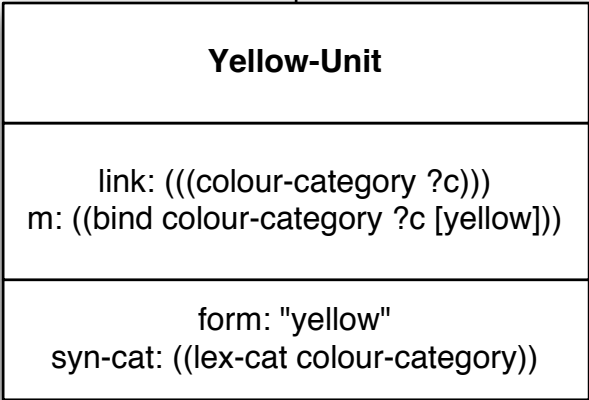 Yellow-Unit
link: (((colour-category ?c)))
m: ((bind colour-category ?c [yellow]))
form: "yellow"
syn-cat: ((lex-cat colour-category))